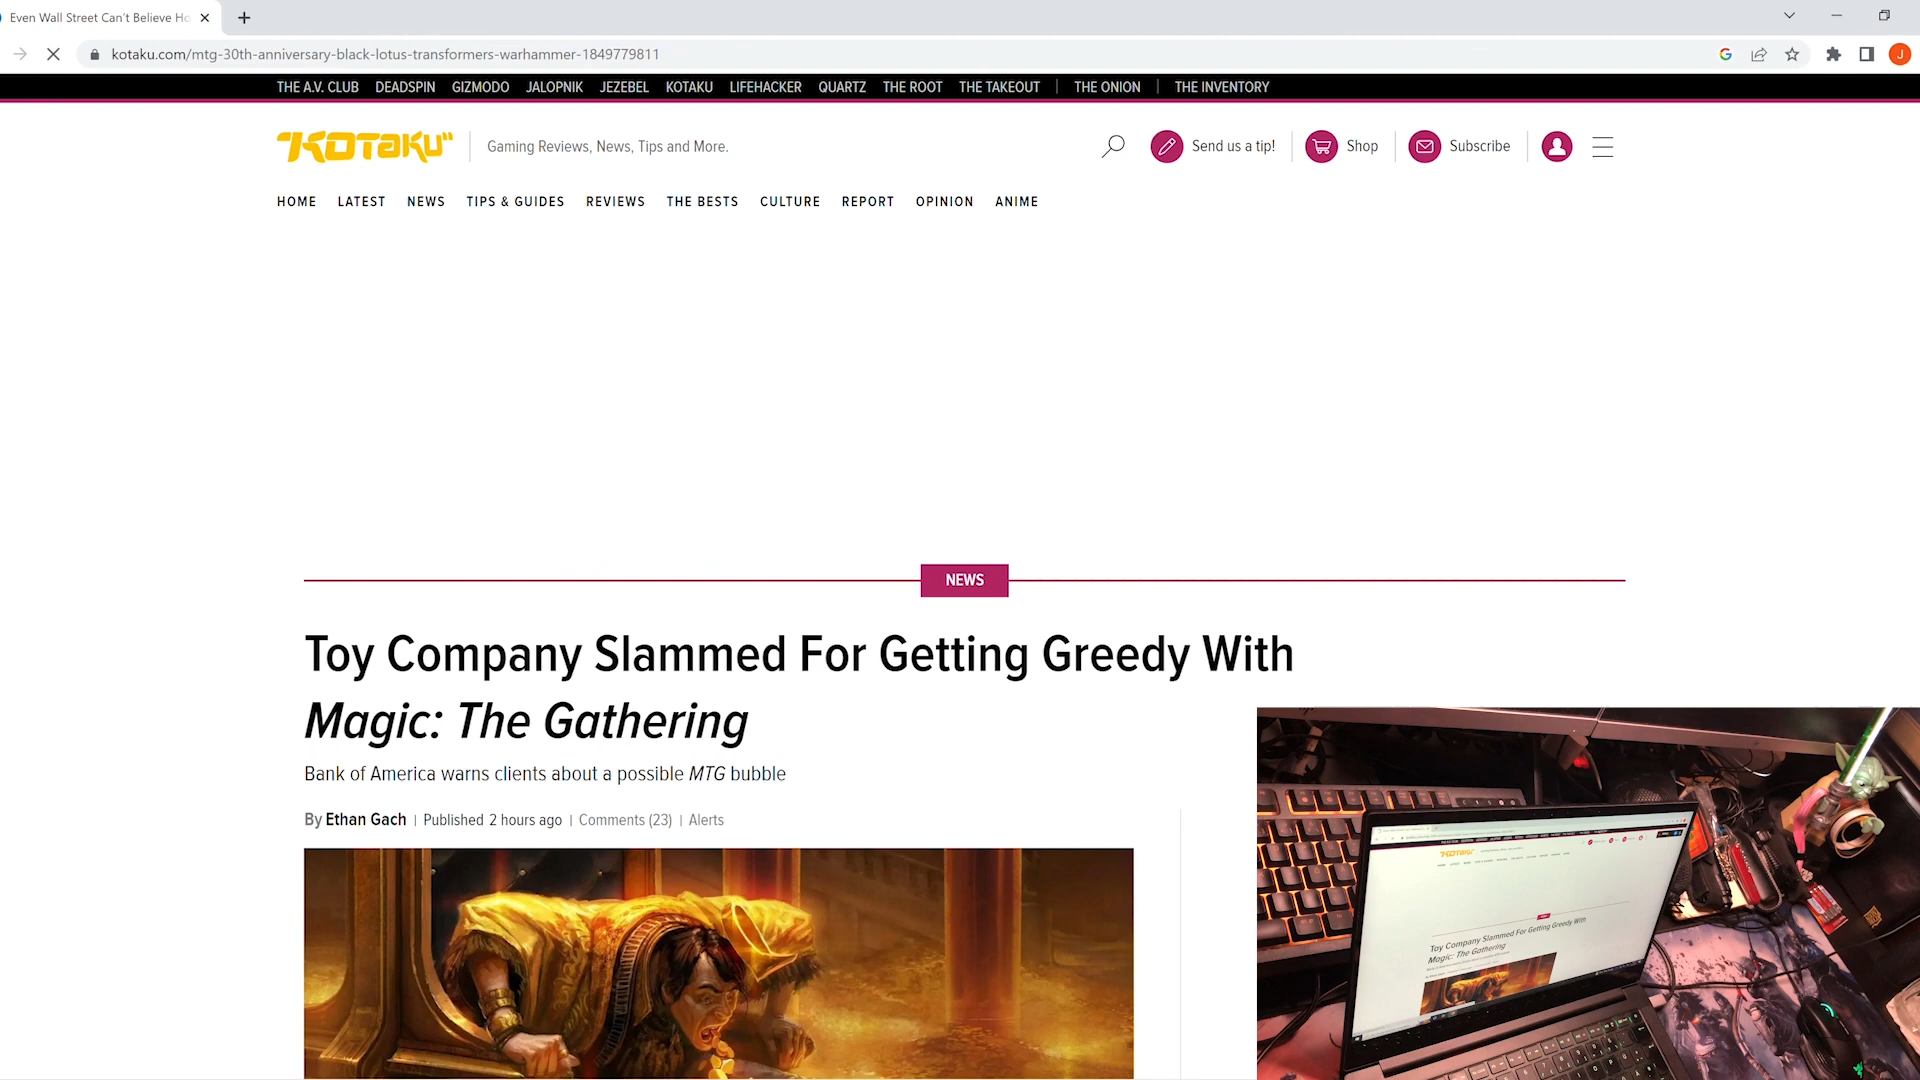 Even Wall Street Can't Believe Ho
kotaku.com/mtg-30th-anniversary-black-lotus-transformers-warhammer-1849779811
J
THE A.V. CLUB DEADSPIN GIZMODO JALOPNIK JEZEBEL KOTAKU LIFEHACKER QUARTZ THE ROOT THE TAKEOUT | THE ONION | THE INVENTORY
"KOTAKU" Gaming Reviews, News, Tips and More. Send us a tip! Shop Subscribe
HOME LATEST NEWS TIPS & GUIDES REVIEWS THE BESTS CULTURE REPORT OPINION ANIME
NEWS
Toy Company Slammed For Getting Greedy With
Magic: The Gathering
Bank of America warns clients about a possible MTG bubble
By Ethan Gach | Published 2 hours ago | Comments (23) | Alerts
KOTAKU
Toy Company Slammed For Getting Greedy With
Magic: The Gathering